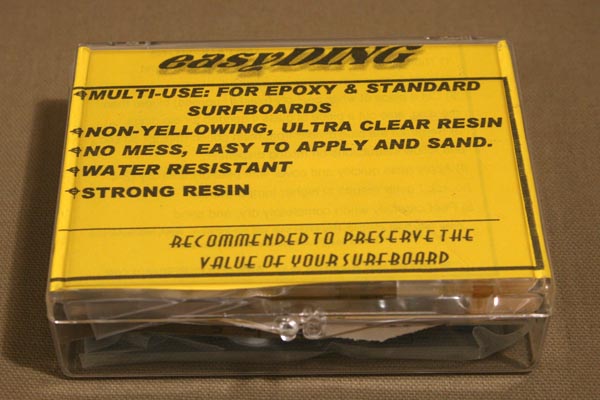 easyDING
MULTI-USE: FOR EPOXY & STANDARD
SURFBOARDS
NON-YELLOWING, ULTRA CLEAR RESIN
NO MESS, EASY TO APPLY AND SAND.
WATER RESISTANT
STRONG RESIN
RECOMMENDED TO PRESERVE THE
VALUE OF YOUR SURFBOARD